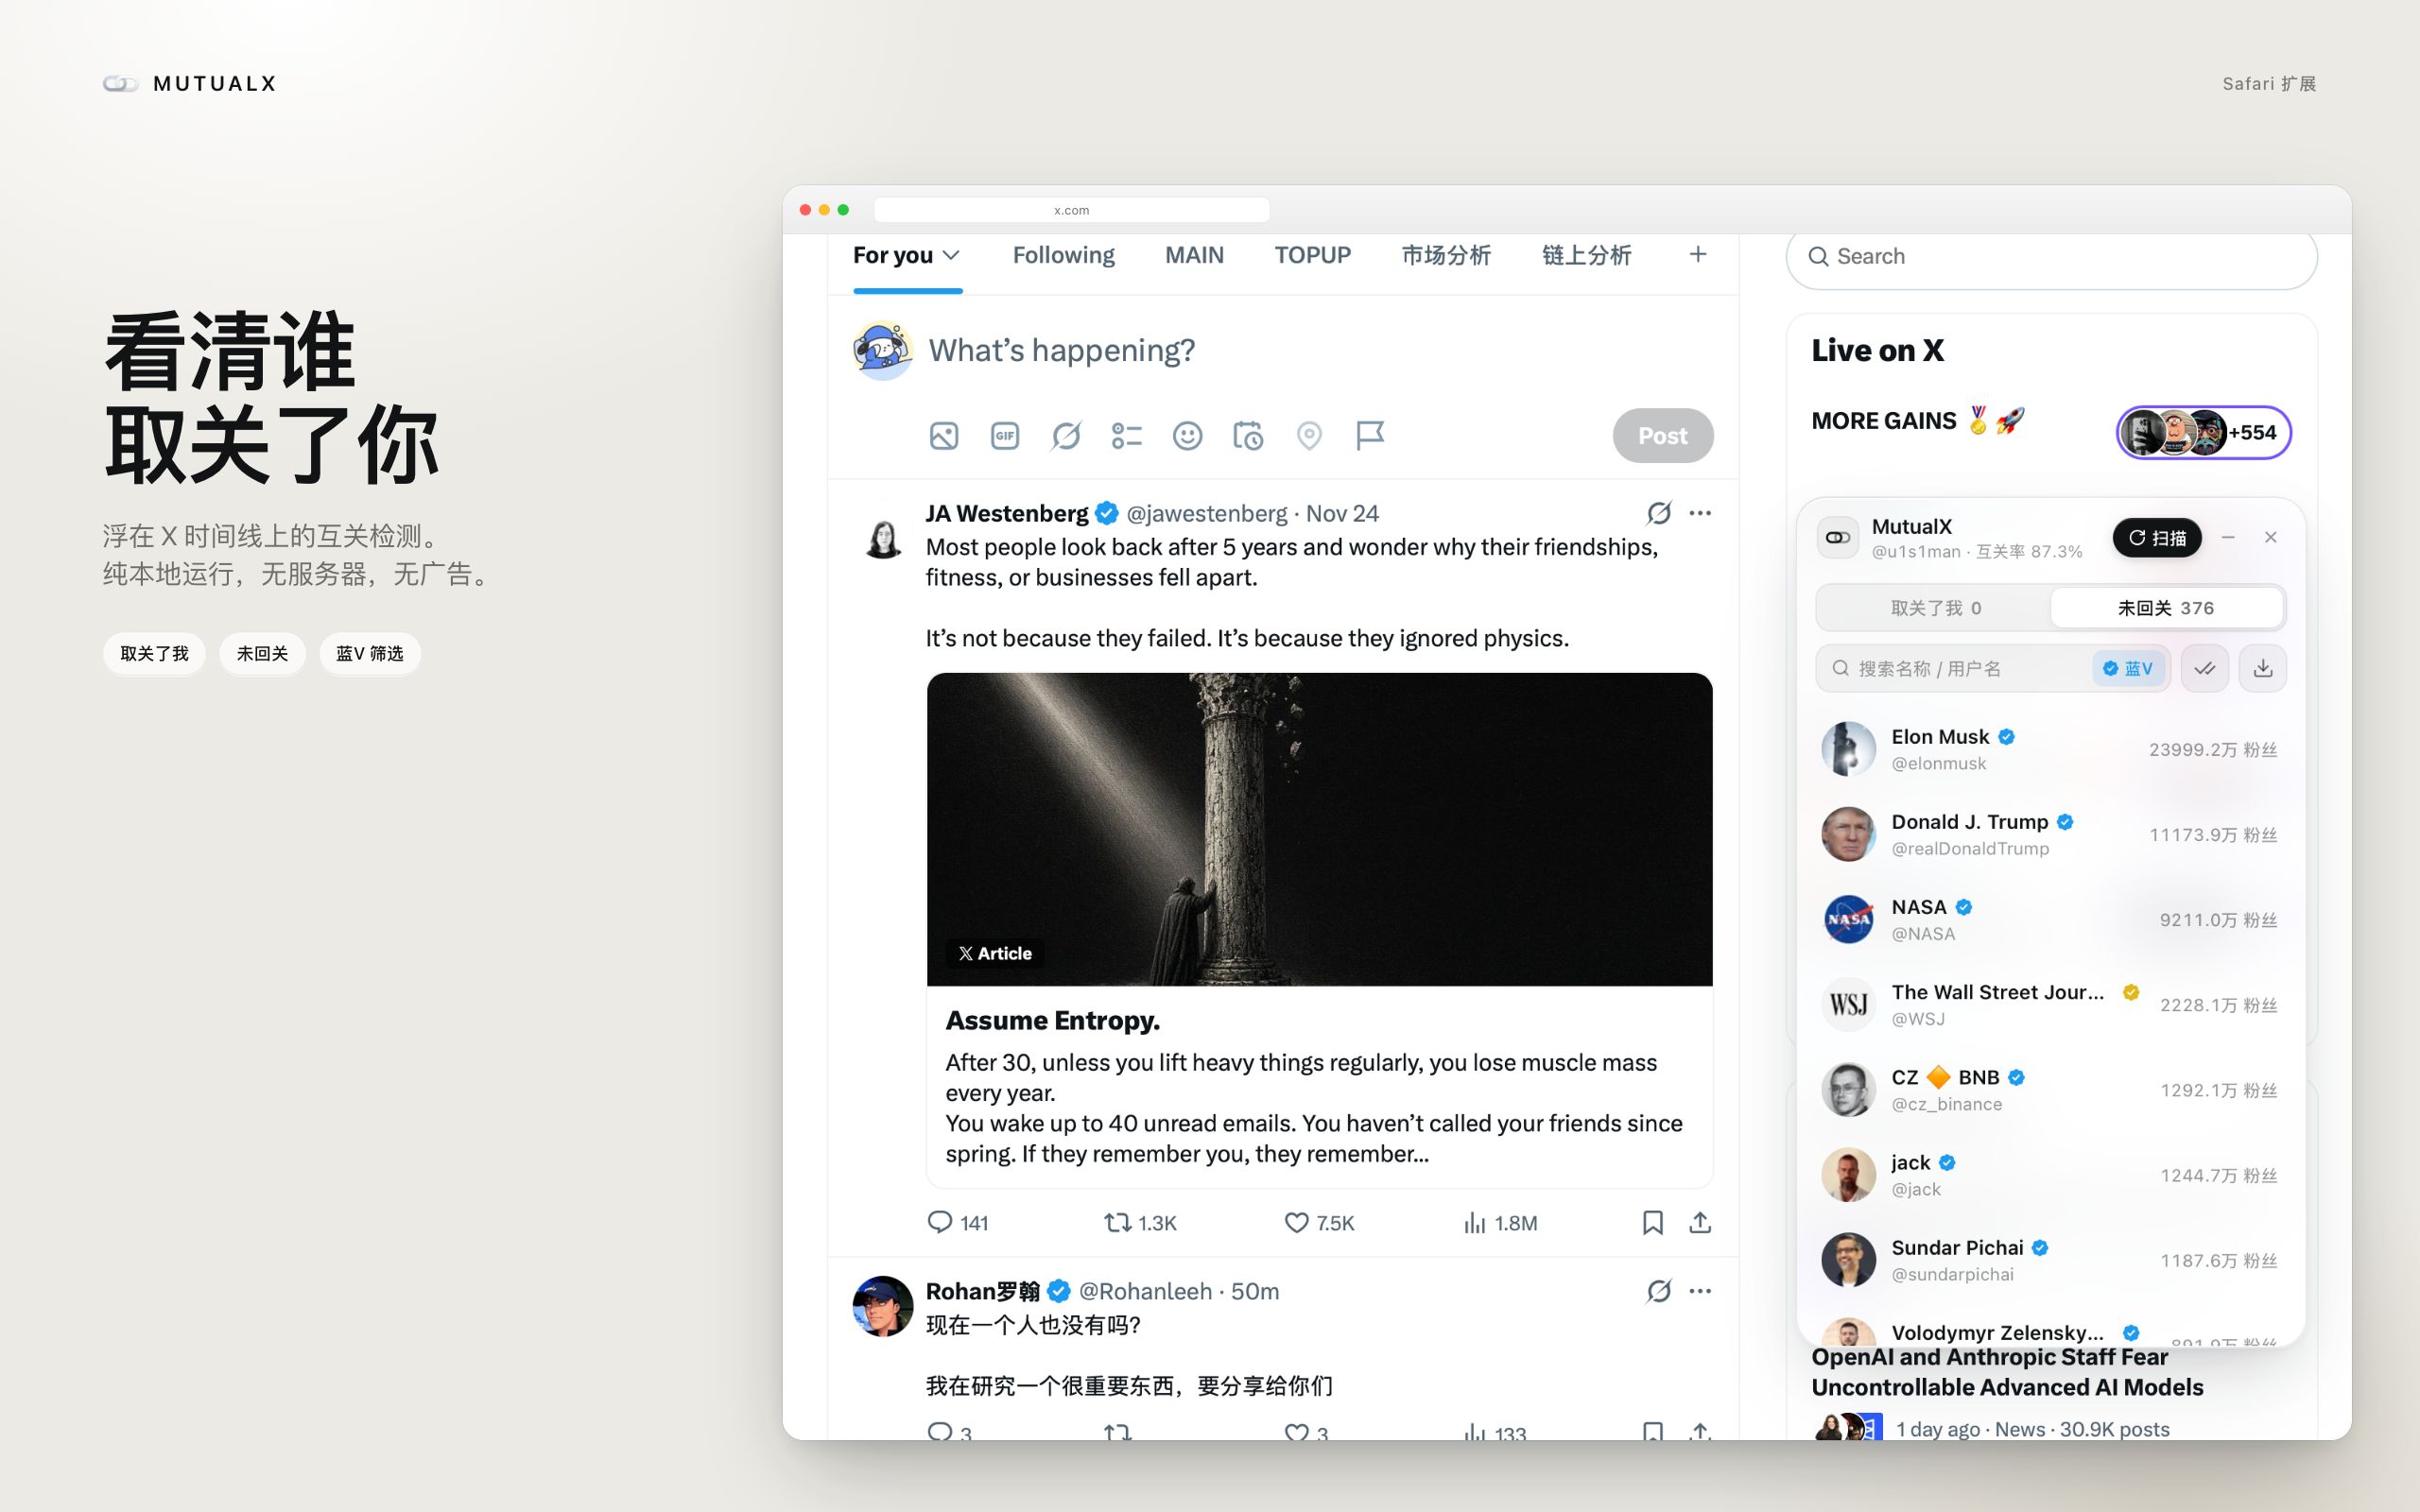 MUTUALX
Safari 扩展
看清谁
取关了你
浮在 X 时间线上的互关检测。
纯本地运行，无服务器，无广告。
取关了我
未回关
蓝V 筛选
x.com
For you
Following
MAIN
TOPUP
市场分析
链上分析
What’s happening?
GIF
Post
JA Westenberg @jawestenberg · Nov 24
Most people look back after 5 years and wonder why their friendships,
fitness, or businesses fell apart.
It’s not because they failed. It’s because they ignored physics.
X Article
Assume Entropy.
After 30, unless you lift heavy things regularly, you lose muscle mass
every year.
You wake up to 40 unread emails. You haven’t called your friends since
spring. If they remember you, they remember...
141
1.3K
7.5K
1.8M
Rohan罗翰 @Rohanleeh · 50m
现在一个人也没有吗?
我在研究一个很重要东西，要分享给你们
3
3
133
Search
Live on X
MORE GAINS 🏅🚀
+554
MutualX
@u1s1man · 互关率 87.3%
扫描
取关了我 0
未回关 376
搜索名称 / 用户名
蓝V
Elon Musk
@elonmusk
23999.2万 粉丝
Donald J. Trump
@realDonaldTrump
11173.9万 粉丝
NASA
NASA
@NASA
9211.0万 粉丝
WSJ
The Wall Street Jour...
@WSJ
2228.1万 粉丝
CZ 🔶 BNB
@cz_binance
1292.1万 粉丝
jack
@jack
1244.7万 粉丝
Sundar Pichai
@sundarpichai
1187.6万 粉丝
Volodymyr Zelensky...
891.9万 粉丝
OpenAI and Anthropic Staff Fear
Uncontrollable Advanced AI Models
1 day ago · News · 30.9K posts